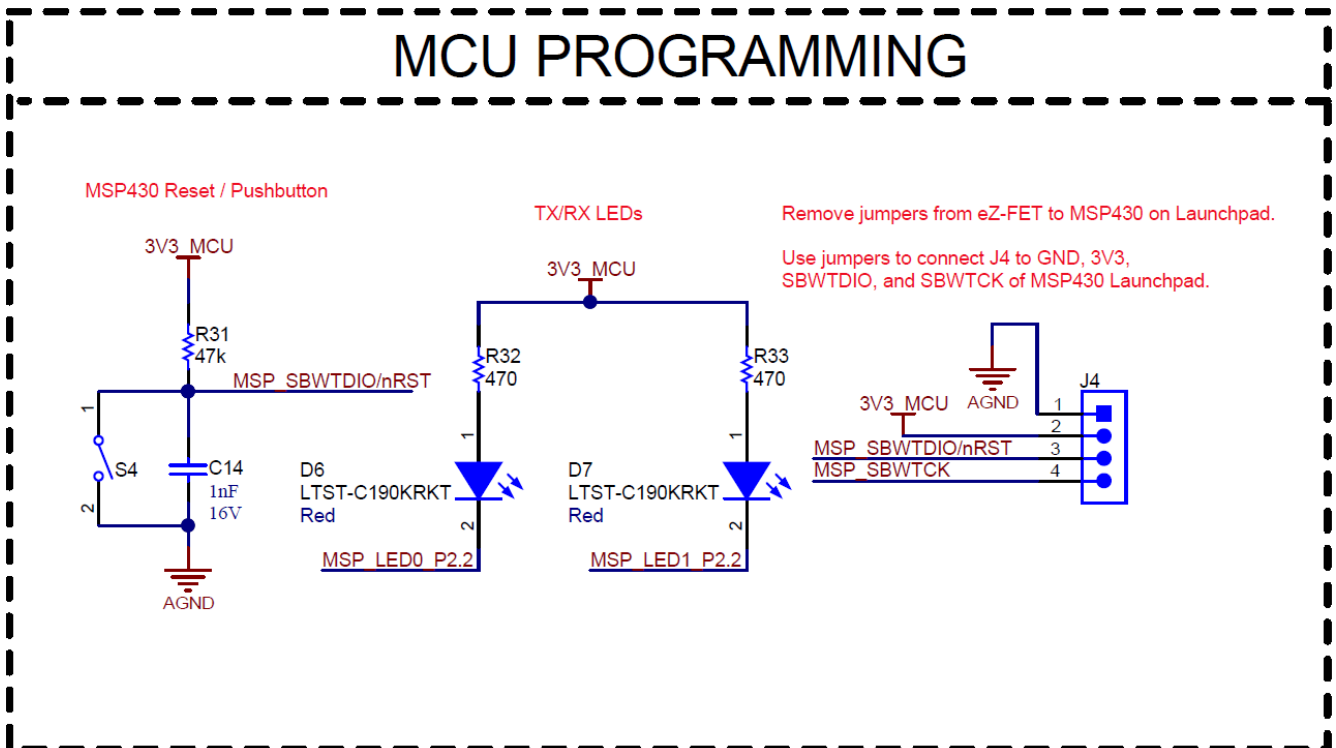 MCU PROGRAMMING
MSP430 Reset / Pushbutton
3V3_MCU
R31
47k
MSP_SBWTDIO/nRST
1
S4
2
C14
1nF
16V
AGND
TX/RX LEDs
3V3_MCU
R32
470
1
D6
LTST-C190KRKT
Red
2
MSP_LED0_P2.2
R33
470
1
D7
LTST-C190KRKT
Red
2
MSP_LED1_P2.2
Remove jumpers from eZ-FET to MSP430 on Launchpad.
Use jumpers to connect J4 to GND, 3V3,
SBWTDIO, and SBWTCK of MSP430 Launchpad.
AGND
3V3_MCU
MSP_SBWTDIO/nRST
MSP_SBWTCK
J4
1
2
3
4